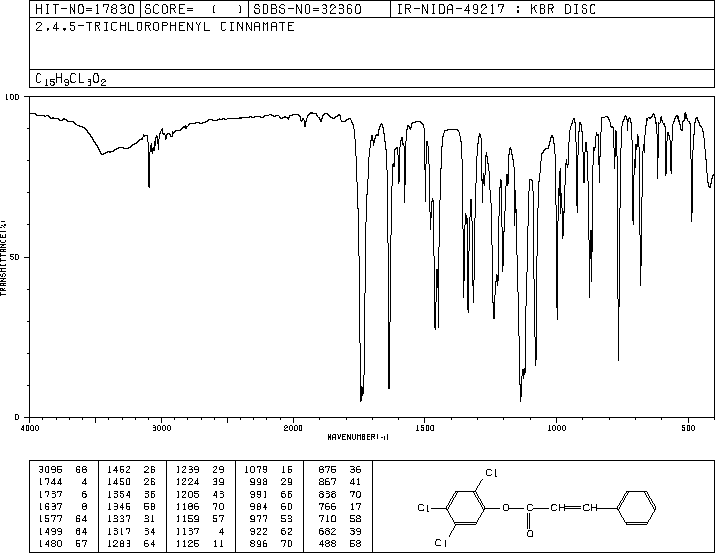 HIT-NO=17830 SCORE= ( ) SDBS-NO=32360 IR-NIDA-49217 : KBR DISC
2,4,5-TRICHLOROPHENYL CINNAMATE
C15H9CL3O2
100
50
0
TRANSMITTANCE(%)
4000 3000 2000 1500 1000 500
WAVENUMBER(-1)
3095 68 1462 26 1239 29 1079 15 875 36
1744 4 1450 26 1224 39 998 29 867 41
1737 6 1354 36 1205 43 991 66 838 70
1637 8 1346 60 1186 70 984 60 766 17
1577 64 1337 31 1159 57 977 53 710 58
1499 64 1317 34 1137 4 922 62 682 39
1480 57 1283 64 1126 11 896 70 488 58
Cl
Cl
Cl
O
O
CH=CH